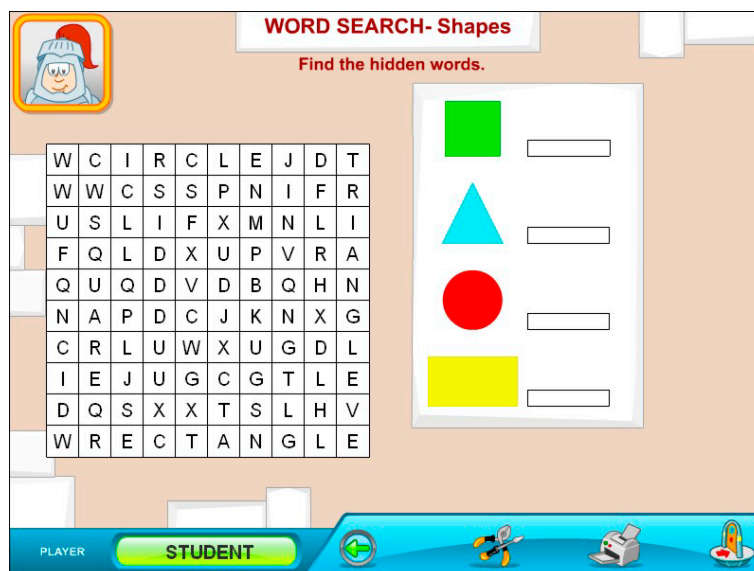 WORD SEARCH- Shapes
Find the hidden words.
W C I R C L E J D T
W W C S S P N I F R
U S L I F X M N L I
F Q L D X U P V R A
Q U Q D V D B Q H N
N A P D C J K N X G
C R L U W X U G D L
I E J U G C G T L E
D Q S X X T S L H V
W R E C T A N G L E
PLAYER STUDENT